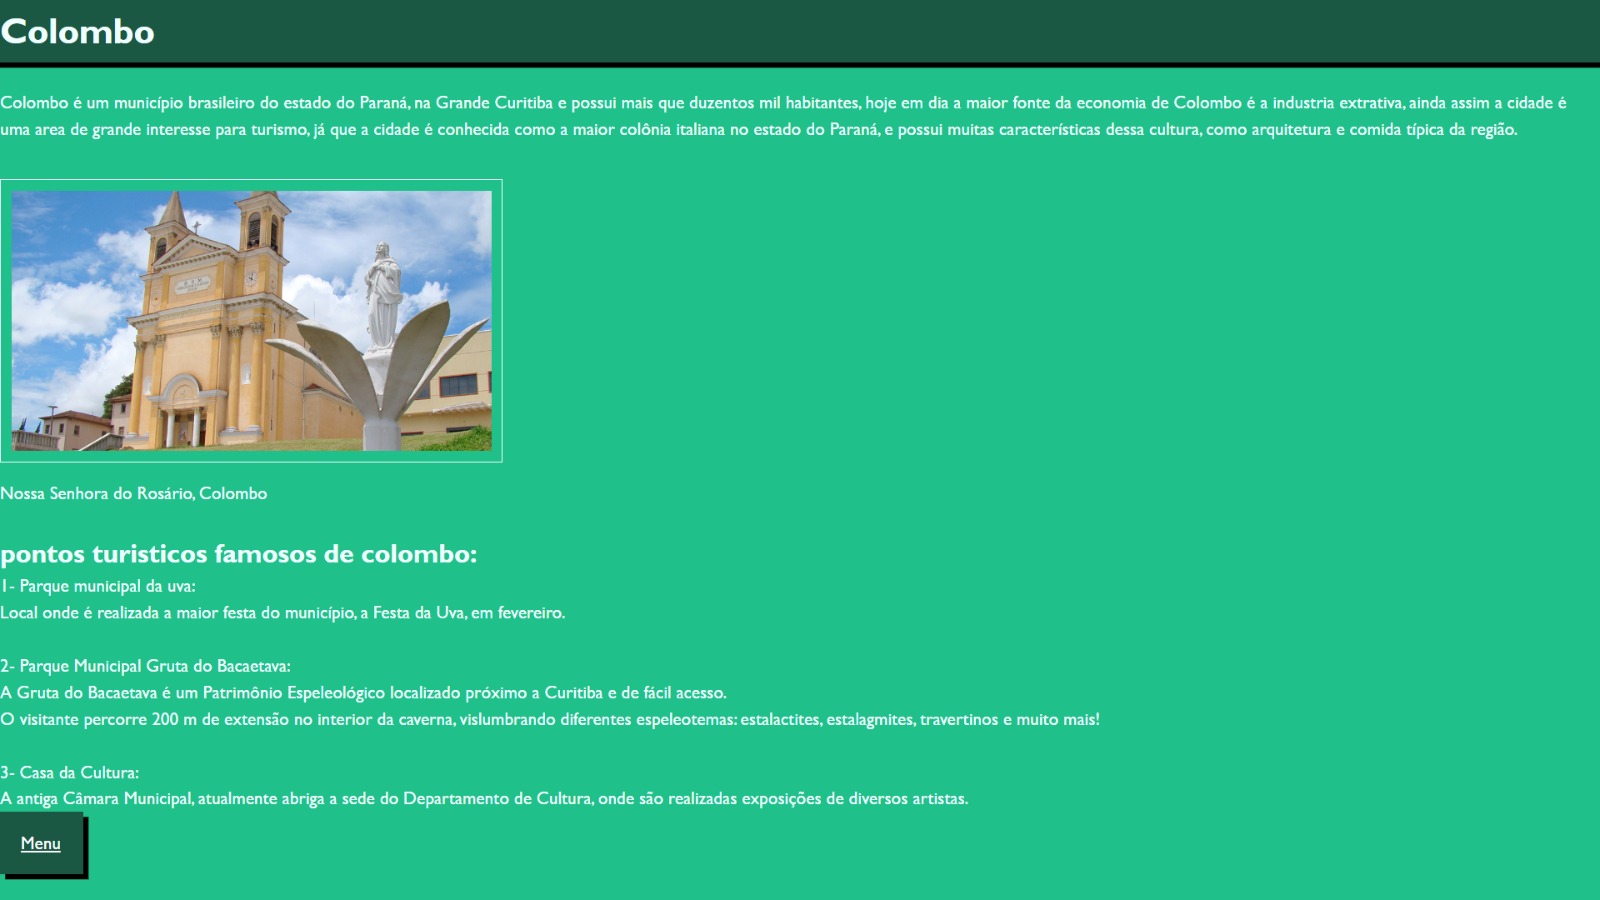 Colombo
Colombo é um município brasileiro do estado do Paraná, na Grande Curitiba e possui mais que duzentos mil habitantes, hoje em dia a maior fonte da economia de Colombo é a industria extrativa, ainda assim a cidade é
uma area de grande interesse para turismo, já que a cidade é conhecida como a maior colônia italiana no estado do Paraná, e possui muitas características dessa cultura, como arquitetura e comida típica da região.
Nossa Senhora do Rosário, Colombo
pontos turisticos famosos de colombo:
1- Parque municipal da uva:
Local onde é realizada a maior festa do município, a Festa da Uva, em fevereiro.
2- Parque Municipal Gruta do Bacaetava:
A Gruta do Bacaetava é um Patrimônio Espeleológico localizado próximo a Curitiba e de fácil acesso.
O visitante percorre 200 m de extensão no interior da caverna, vislumbrando diferentes espeleotemas: estalactites, estalagmites, travertinos e muito mais!
3- Casa da Cultura:
A antiga Câmara Municipal, atualmente abriga a sede do Departamento de Cultura, onde são realizadas exposições de diversos artistas.
Menu